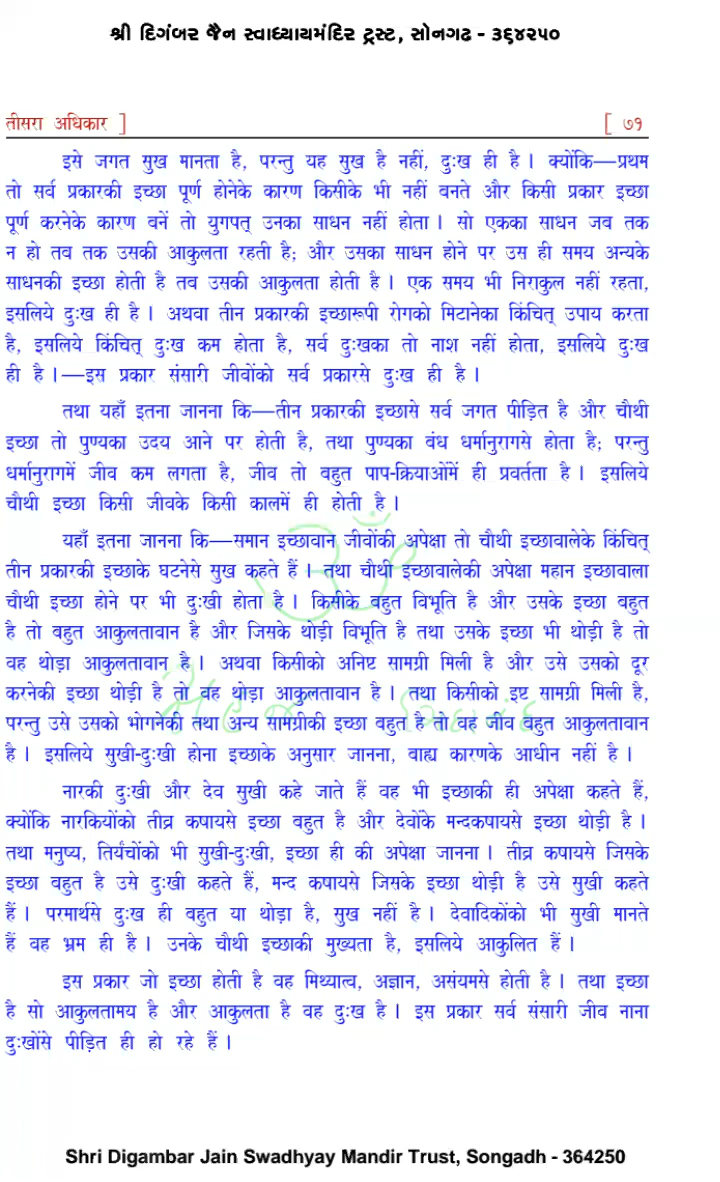 શ્રી દિગંબર જૈન સ્વાધ્યાયમંદિર ટ્રસ્ટ, સોનગઢ - ૩૬૪૨૫૦
तीसरा अधिकार ] [ ७१
इसे जगत सुख मानता है, परन्तु यह सुख है नहीं, दुःख ही है। क्योंकि—प्रथम
तो सर्व प्रकारकी इच्छा पूर्ण होनेके कारण किसीके भी नहीं बनते और किसी प्रकार इच्छा
पूर्ण करनेके कारण बनें तो युगपत् उनका साधन नहीं होता। सो एकका साधन जब तक
न हो तब तक उसकी आकुलता रहती है; और उसका साधन होने पर उस ही समय अन्यके
साधनकी इच्छा होती है तब उसकी आकुलता होती है। एक समय भी निराकुल नहीं रहता,
इसलिये दुःख ही है। अथवा तीन प्रकारकी इच्छारूपी रोगको मिटानेका किंचित् उपाय करता
है, इसलिये किंचित् दुःख कम होता है, सर्व दुःखका तो नाश नहीं होता, इसलिये दुःख
ही है।—इस प्रकार संसारी जीवोंको सर्व प्रकारसे दुःख ही है।
तथा यहाँ इतना जानना कि—तीन प्रकारकी इच्छासे सर्व जगत पीड़ित है और चौथी
इच्छा तो पुण्यका उदय आने पर होती है, तथा पुण्यका बंध धर्मानुरागसे होता है; परन्तु
धर्मानुरागमें जीव कम लगता है, जीव तो बहुत पाप-क्रियाओंमें ही प्रवर्तता है। इसलिये
चौथी इच्छा किसी जीवके किसी कालमें ही होती है।
यहाँ इतना जानना कि—समान इच्छावान जीवोंकी अपेक्षा तो चौथी इच्छावालेके किंचित्
तीन प्रकारकी इच्छाके घटनेसे सुख कहते हैं। तथा चौथी इच्छावालेकी अपेक्षा महान इच्छावाला
चौथी इच्छा होने पर भी दुःखी होता है। किसीके बहुत विभूति है और उसके इच्छा बहुत
है तो बहुत आकुलतावान है और जिसके थोड़ी विभूति है तथा उसके इच्छा भी थोड़ी है तो
वह थोड़ा आकुलतावान है। अथवा किसीको अनिष्ट सामग्री मिली है और उसे उसको दूर
करनेकी इच्छा थोड़ी है तो वह थोड़ा आकुलतावान है। तथा किसीको इष्ट सामग्री मिली है,
परन्तु उसे उसको भोगनेकी तथा अन्य सामग्रीकी इच्छा बहुत है तो वह जीव बहुत आकुलतावान
है। इसलिये सुखी-दुःखी होना इच्छाके अनुसार जानना, बाह्य कारणके आधीन नहीं है।
नारकी दुःखी और देव सुखी कहे जाते हैं वह भी इच्छाकी ही अपेक्षा कहते हैं,
क्योंकि नारकियोंको तीव्र कषायसे इच्छा बहुत है और देवोंके मन्दकषायसे इच्छा थोड़ी है।
तथा मनुष्य, तिर्यंचोंको भी सुखी-दुःखी, इच्छा ही की अपेक्षा जानना। तीव्र कषायसे जिसके
इच्छा बहुत है उसे दुःखी कहते हैं, मन्द कषायसे जिसके इच्छा थोड़ी है उसे सुखी कहते
हैं। परमार्थसे दुःख ही बहुत या थोड़ा है, सुख नहीं है। देवादिकोंको भी सुखी मानते
हैं वह भ्रम ही है। उनके चौथी इच्छाकी मुख्यता है, इसलिये आकुलित हैं।
इस प्रकार जो इच्छा होती है वह मिथ्यात्व, अज्ञान, असंयमसे होती है। तथा इच्छा
है सो आकुलतामय है और आकुलता है वह दुःख है। इस प्रकार सर्व संसारी जीव नाना
दुःखोंसे पीड़ित ही हो रहे हैं।
Shri Digambar Jain Swadhyay Mandir Trust, Songadh - 364250